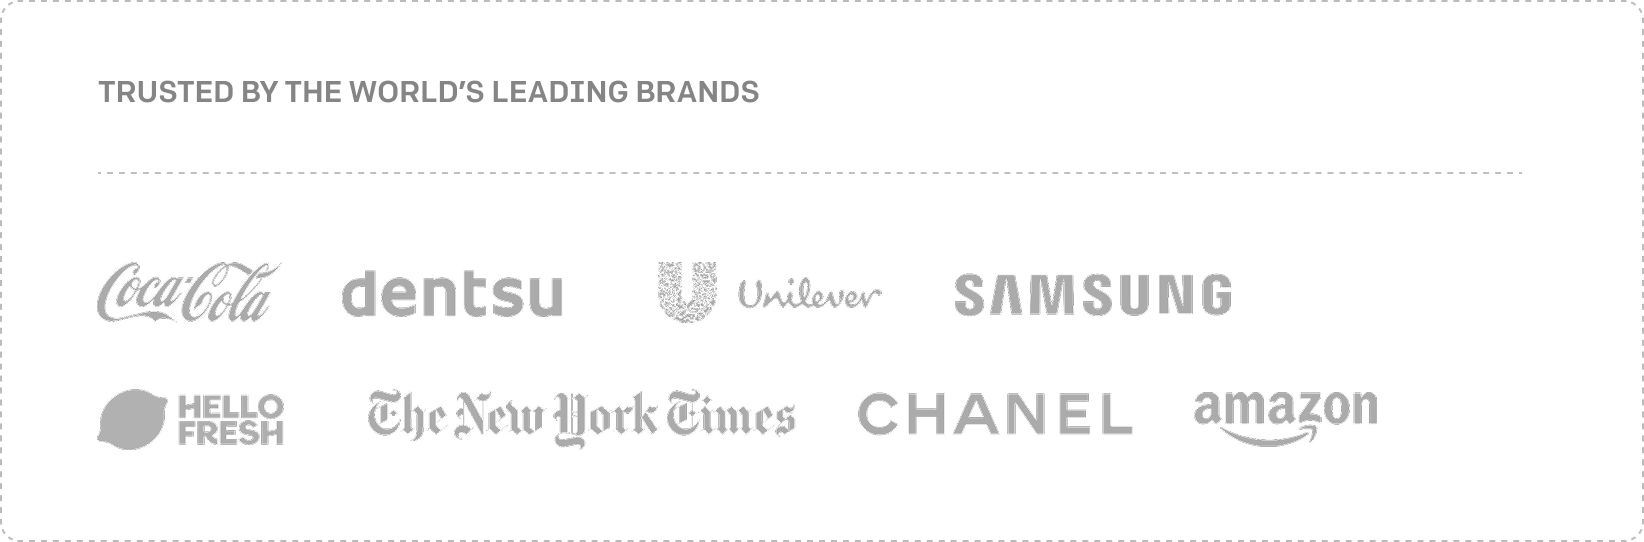 TRUSTED BY THE WORLD’S LEADING BRANDS
Coca-Cola dentsu Unilever SAMSUNG
HELLO FRESH The New York Times CHANEL amazon